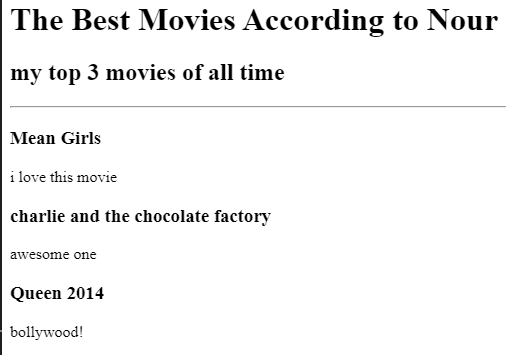 The Best Movies According to Nour
my top 3 movies of all time
Mean Girls
i love this movie
charlie and the chocolate factory
awesome one
Queen 2014
bollywood!